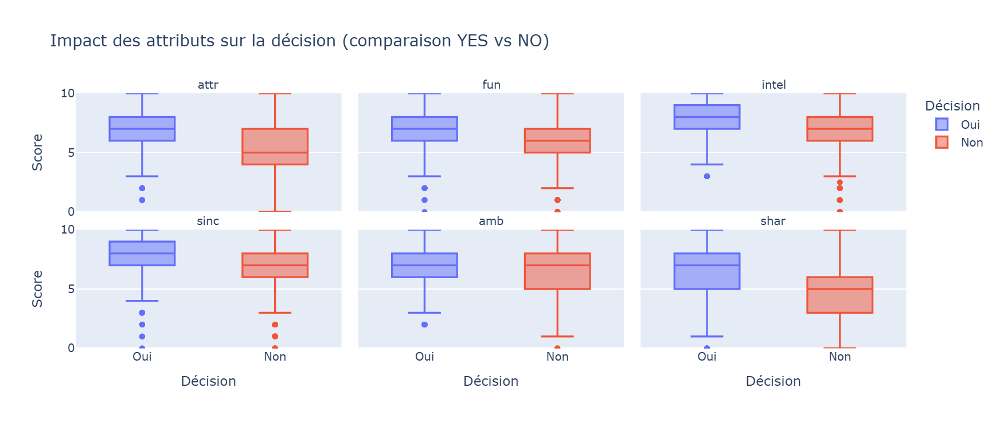 Impact des attributs sur la décision (comparaison YES vs NO)
attr
fun
intel
Décision
Oui
Non
10
5
0
Score
sinc
amb
shar
10
5
0
Score
Oui
Non
Oui
Non
Oui
Non
Décision
Décision
Décision